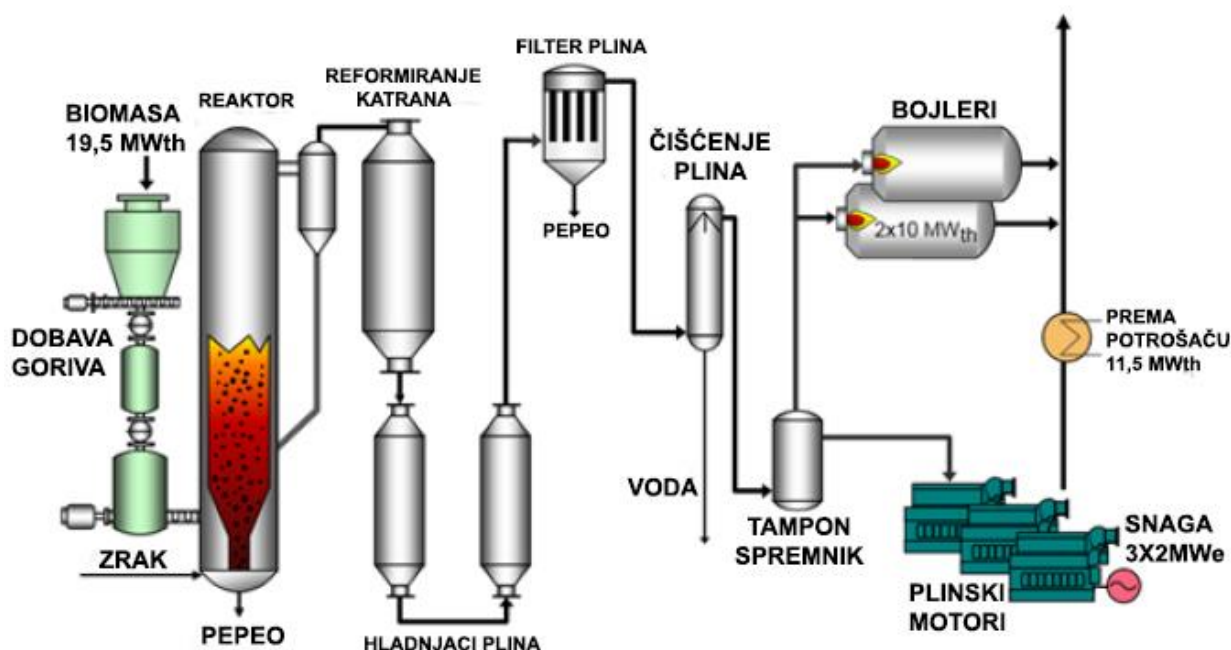 BIOMASA
19,5 MWth
REAKTOR
REFORMIRANJE
KATRANA
FILTER PLINA
PEPEO
ČIŠĆENJE
PLINA
BOJLERI
2x10 MWth
DOBAVA
GORIVA
PREMA
POTROŠAČU
11,5 MWth
ZRAK
PEPEO
HLADNJACI PLINA
VODA
TAMPON
SPREMNIK
PLINSKI
MOTORI
SNAGA
3X2MWe